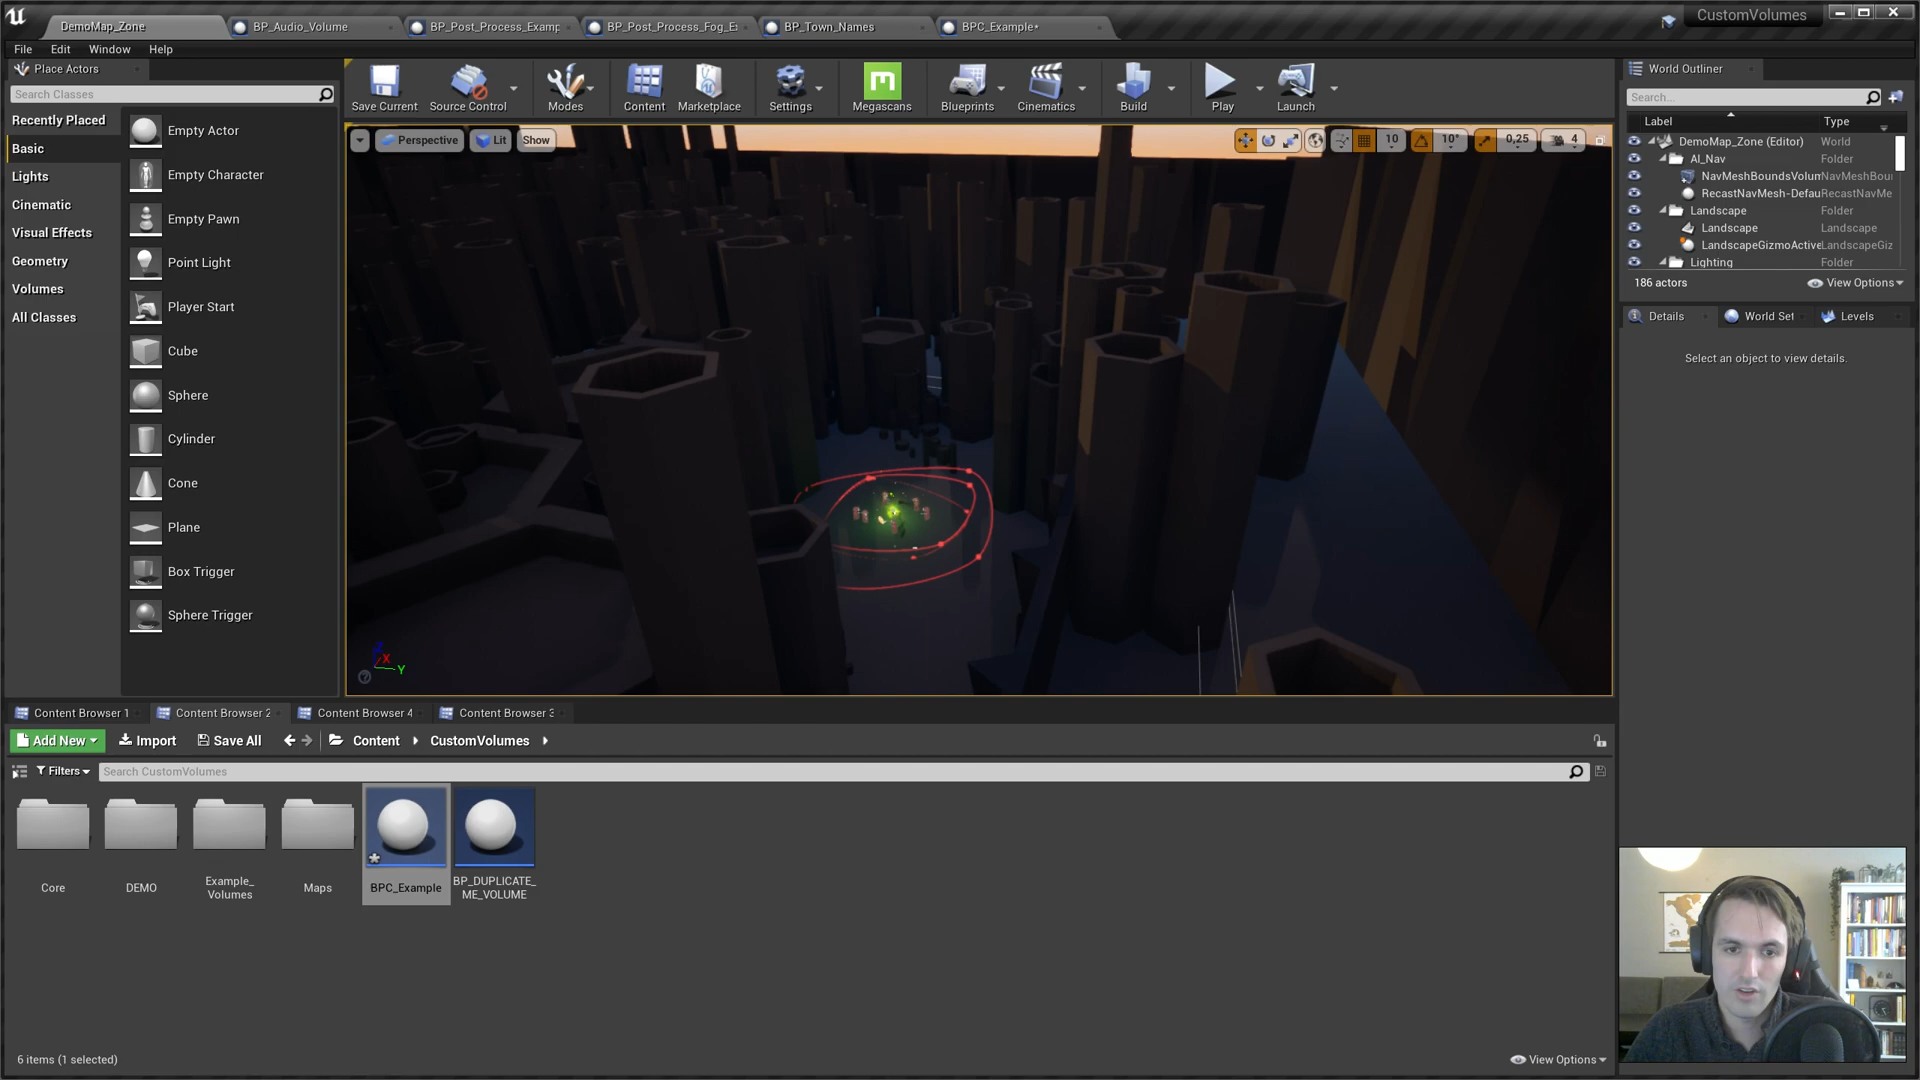 DemoMap_Zone
BP_Audio_Volume
BP_Post_Process_Examp
BP_Post_Process_Fog_E
BP_Town_Names
BPC_Example*
CustomVolumes
File Edit Window Help
Place Actors
Search Classes
Recently Placed
Basic
Lights
Cinematic
Visual Effects
Geometry
Volumes
All Classes
Empty Actor
Empty Character
Empty Pawn
Point Light
Player Start
Cube
Sphere
Cylinder
Cone
Plane
Box Trigger
Sphere Trigger
Save Current
Source Control
Modes
Content
Marketplace
Settings
Megascans
Blueprints
Cinematics
Build
Play
Launch
Perspective
Lit
Show
10
10°
0,25
4
X
Y
World Outliner
Search...
Label Type
DemoMap_Zone (Editor) World
AI_Nav Folder
NavMeshBoundsVolum NavMeshBou
RecastNavMesh-Defau RecastNavMe
Landscape Folder
Landscape Landscape
LandscapeGizmoActive LandscapeGiz
Lighting Folder
186 actors
View Options
Details
World Set
Levels
Select an object to view details.
Content Browser 1
Content Browser 2
Content Browser 4
Content Browser 3
Add New
Import
Save All
Content
CustomVolumes
Filters
Search CustomVolumes
Core
DEMO
Example_
Volumes
Maps
BPC_Example
BP_DUPLICATE_
ME_VOLUME
6 items (1 selected)
View Options